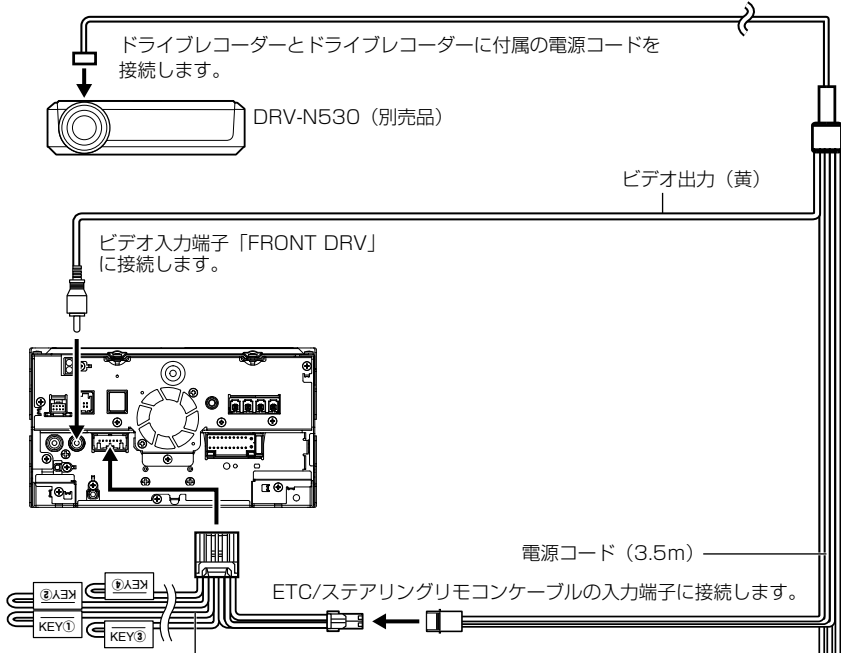 ドライブレコーダーとドライブレコーダーに付属の電源コードを
接続します。
DRV-N530（別売品）
ビデオ出力（黄）
ビデオ入力端子「FRONT DRV」
に接続します。
電源コード（3.5m）
ETC/ステアリングリモコンケーブルの入力端子に接続します。
KEY④
KEY②
KEY①
KEY③